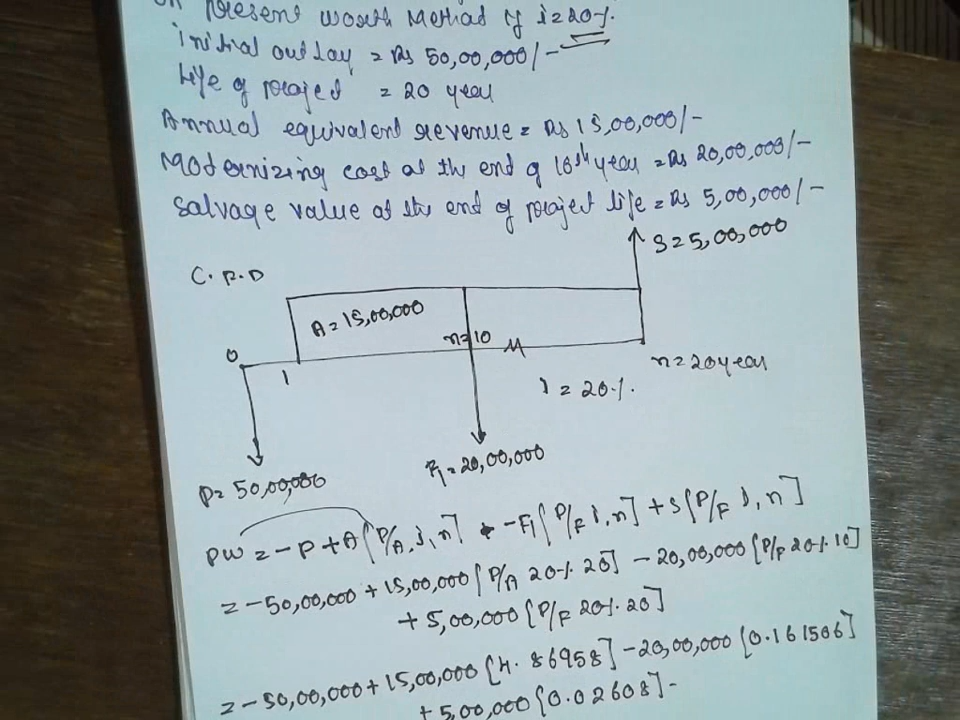 on present worth Method if i=20%.
initial outlay = Rs 50,00,000/-
life of project = 20 year
Annual equivalent revenue = Rs 15,00,000/-
Modernizing cost at the end of 10th year = Rs 20,00,000/-
salvage value at the end of project life = Rs 5,00,000/-
S=5,00,000
C.F.D
A=15,00,000
n=10
0
1
n=20year
i=20%.
P=50,00,000
F1=20,00,000
PW=-P+A[P/A,i,n] -F1[P/F i,n]+S[P/F i,n]
=-50,00,000+15,00,000[P/A 20% 20] -20,00,000[P/F 20% 10]
+5,00,000[P/F 20% 20]
=-50,00,000+15,00,000[4.86958]-20,00,000[0.161506]
+5,00,000[0.02608]-